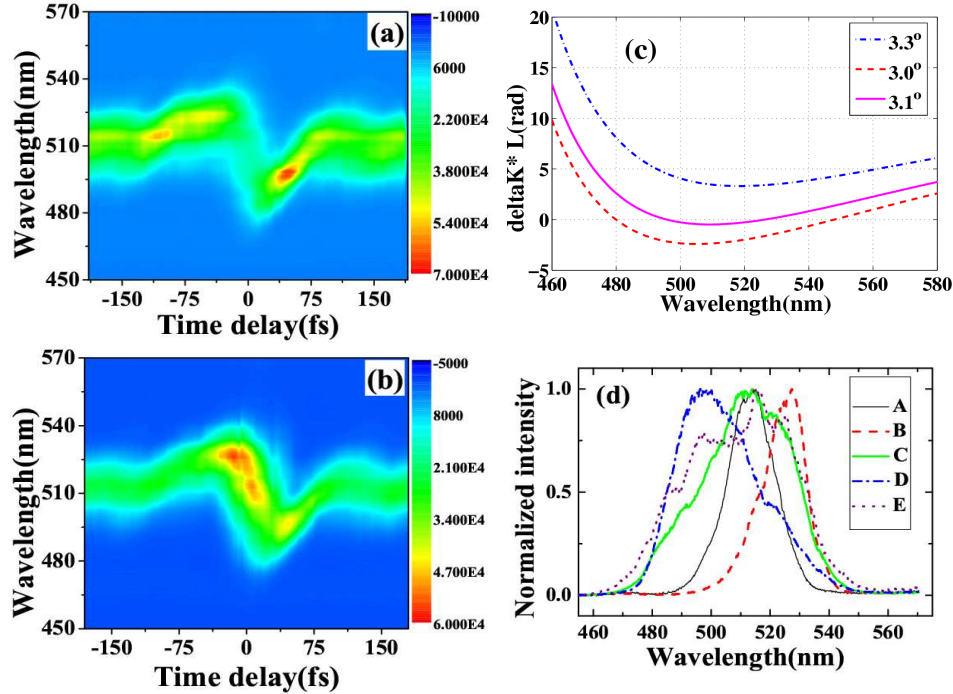 (a)
570
540
510
480
450
Wavelength(nm)
-150 -75 0 75 150
Time delay(fs)
-10000
6000
2.200E4
3.800E4
5.400E4
7.000E4
(c)
20
15
10
5
0
−5
deltaK* L(rad)
460 480 500 520 540 560 580
Wavelength(nm)
3.3o
3.0o
3.1o
(b)
570
540
510
480
450
Wavelength(nm)
-150 -75 0 75 150
Time delay(fs)
-5000
8000
2.100E4
3.400E4
4.700E4
6.000E4
(d)
1.0
0.5
0.0
Normalized intensity
460 480 500 520 540 560
Wavelength(nm)
A
B
C
D
E